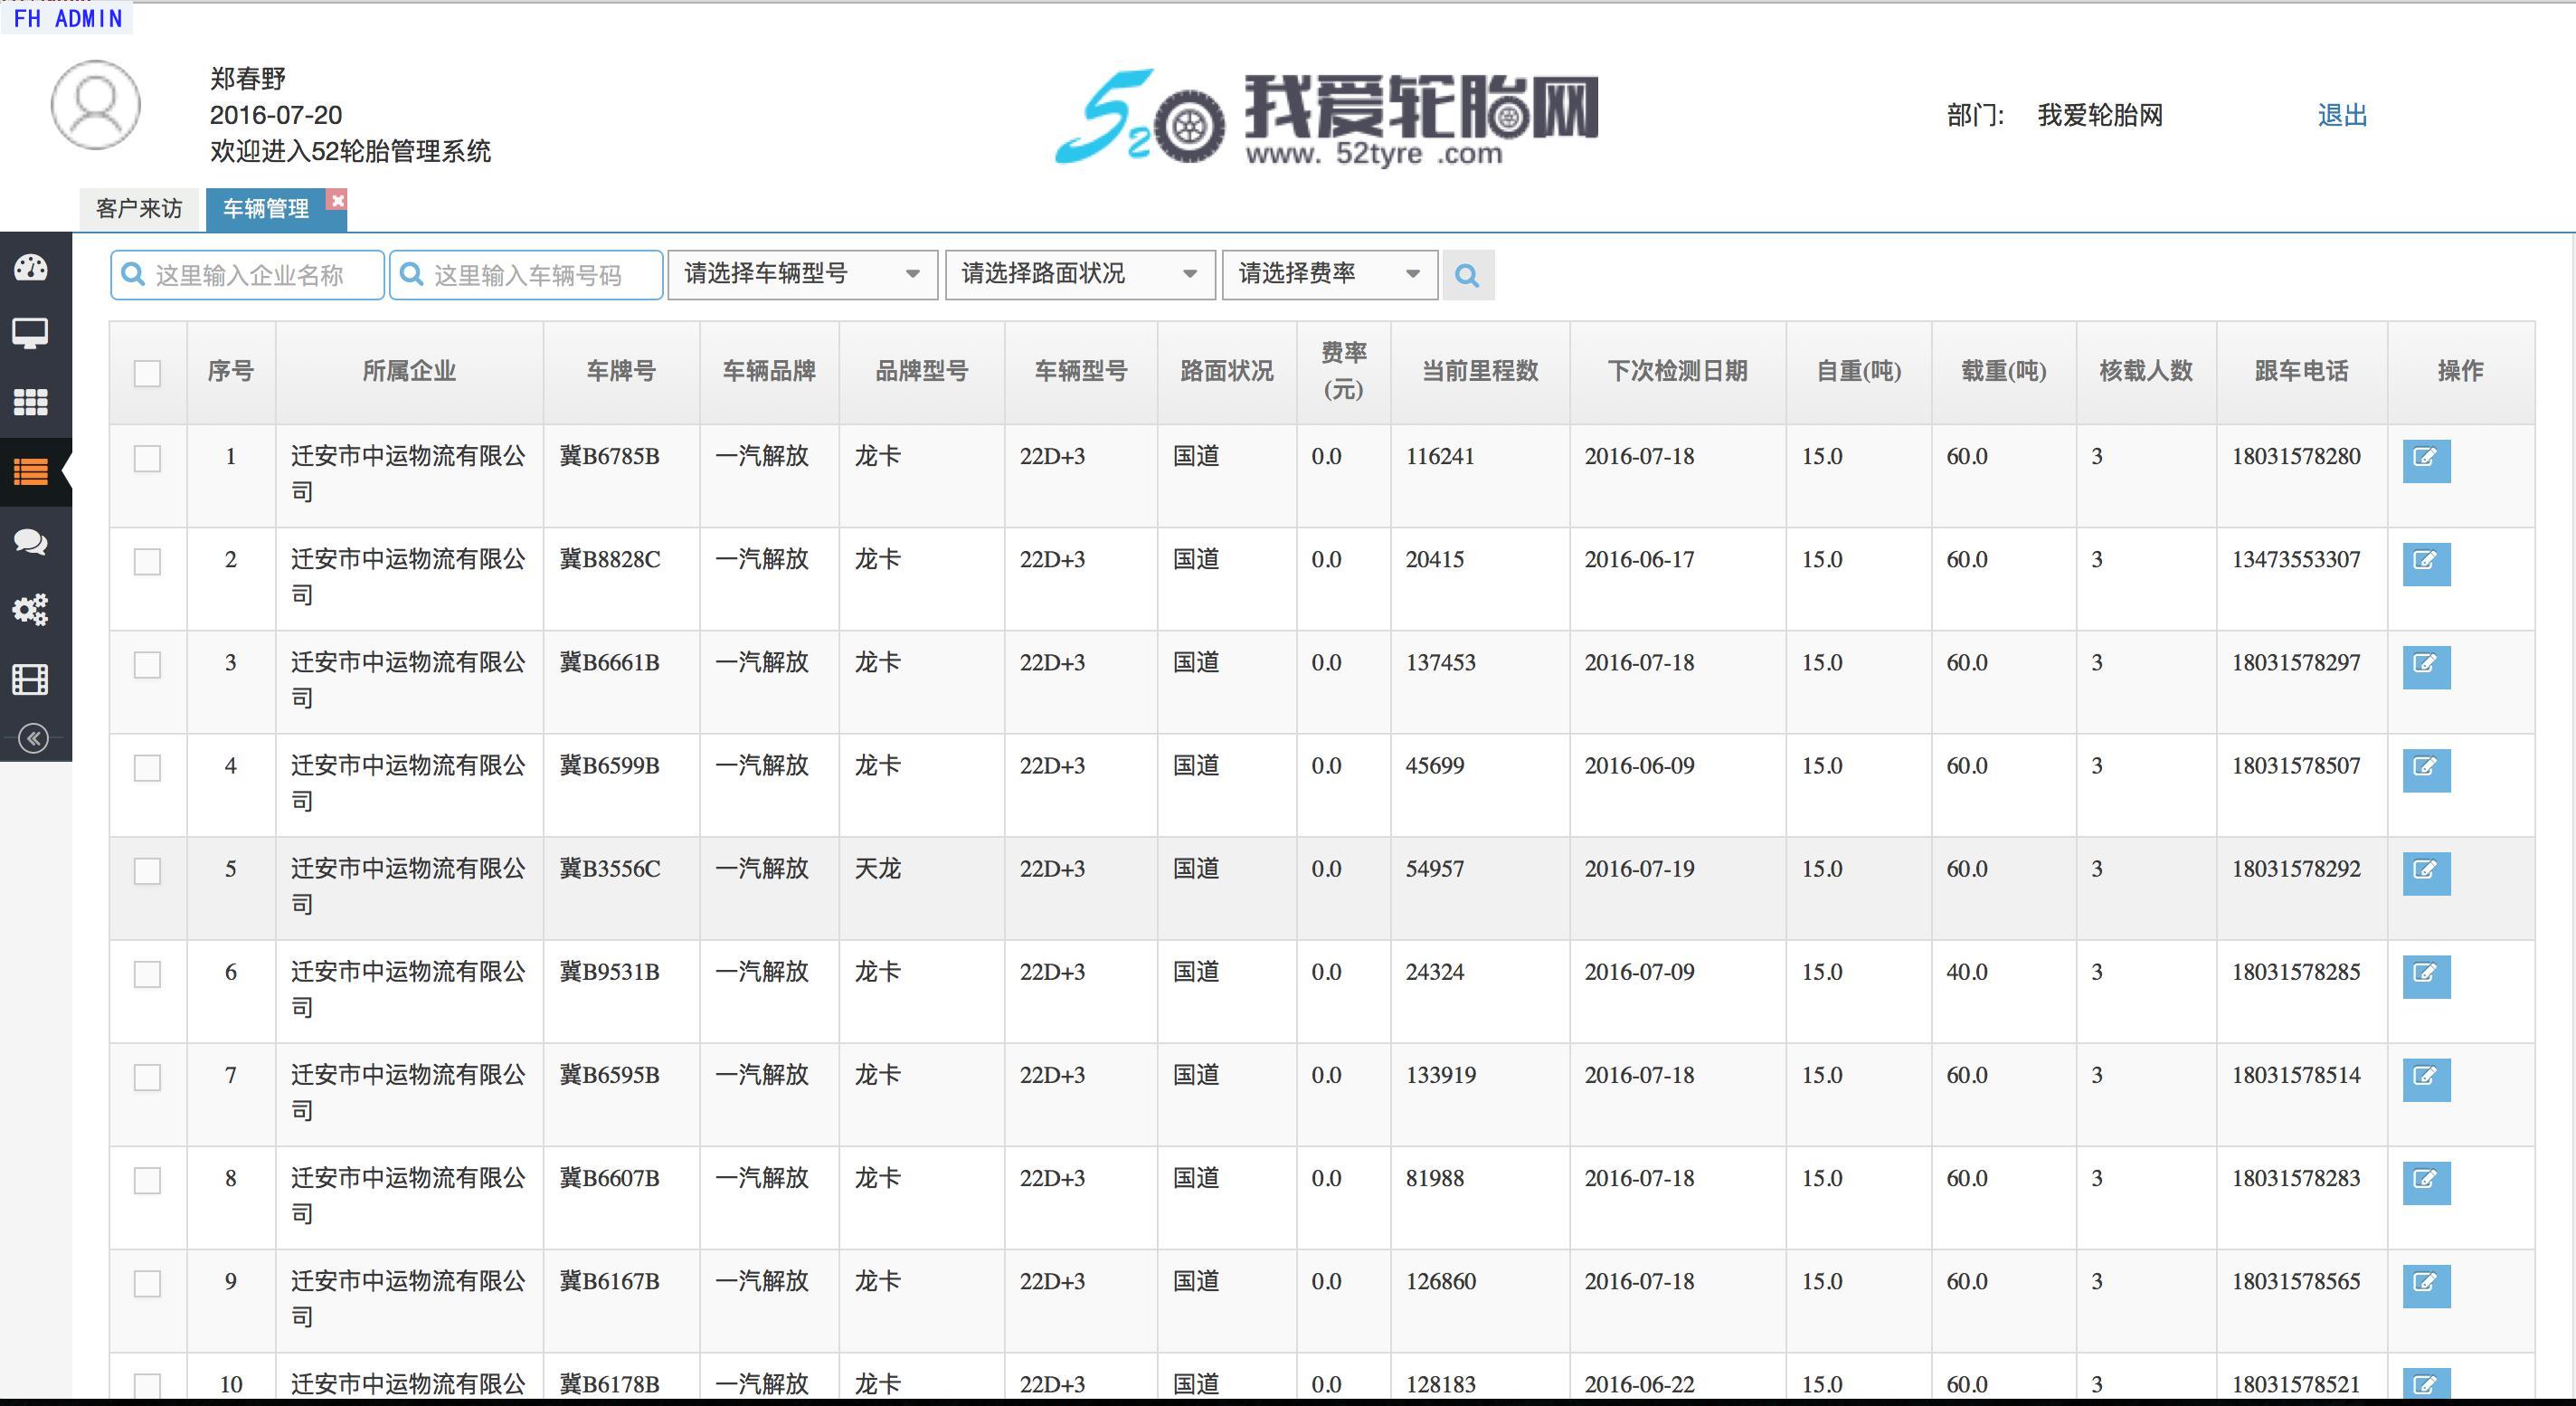 FH ADMIN
郑春野
2016-07-20
欢迎进入52轮胎管理系统
52 我爱轮胎网
www. 52tyre .com
部门: 我爱轮胎网 退出
客户来访 车辆管理
这里输入企业名称 这里输入车辆号码 请选择车辆型号 请选择路面状况 请选择费率
序号 所属企业 车牌号 车辆品牌 品牌型号 车辆型号 路面状况 费率(元) 当前里程数 下次检测日期 自重(吨) 载重(吨) 核载人数 跟车电话 操作
1 迁安市中运物流有限公司 冀B6785B 一汽解放 龙卡 22D+3 国道 0.0 116241 2016-07-18 15.0 60.0 3 18031578280
2 迁安市中运物流有限公司 冀B8828C 一汽解放 龙卡 22D+3 国道 0.0 20415 2016-06-17 15.0 60.0 3 13473553307
3 迁安市中运物流有限公司 冀B6661B 一汽解放 龙卡 22D+3 国道 0.0 137453 2016-07-18 15.0 60.0 3 18031578297
4 迁安市中运物流有限公司 冀B6599B 一汽解放 龙卡 22D+3 国道 0.0 45699 2016-06-09 15.0 60.0 3 18031578507
5 迁安市中运物流有限公司 冀B3556C 一汽解放 天龙 22D+3 国道 0.0 54957 2016-07-19 15.0 60.0 3 18031578292
6 迁安市中运物流有限公司 冀B9531B 一汽解放 龙卡 22D+3 国道 0.0 24324 2016-07-09 15.0 40.0 3 18031578285
7 迁安市中运物流有限公司 冀B6595B 一汽解放 龙卡 22D+3 国道 0.0 133919 2016-07-18 15.0 60.0 3 18031578514
8 迁安市中运物流有限公司 冀B6607B 一汽解放 龙卡 22D+3 国道 0.0 81988 2016-07-18 15.0 60.0 3 18031578283
9 迁安市中运物流有限公司 冀B6167B 一汽解放 龙卡 22D+3 国道 0.0 126860 2016-07-18 15.0 60.0 3 18031578565
10 迁安市中运物流有限公 冀B6178B 一汽解放 龙卡 22D+3 国道 0.0 128183 2016-06-22 15.0 60.0 3 18031578521